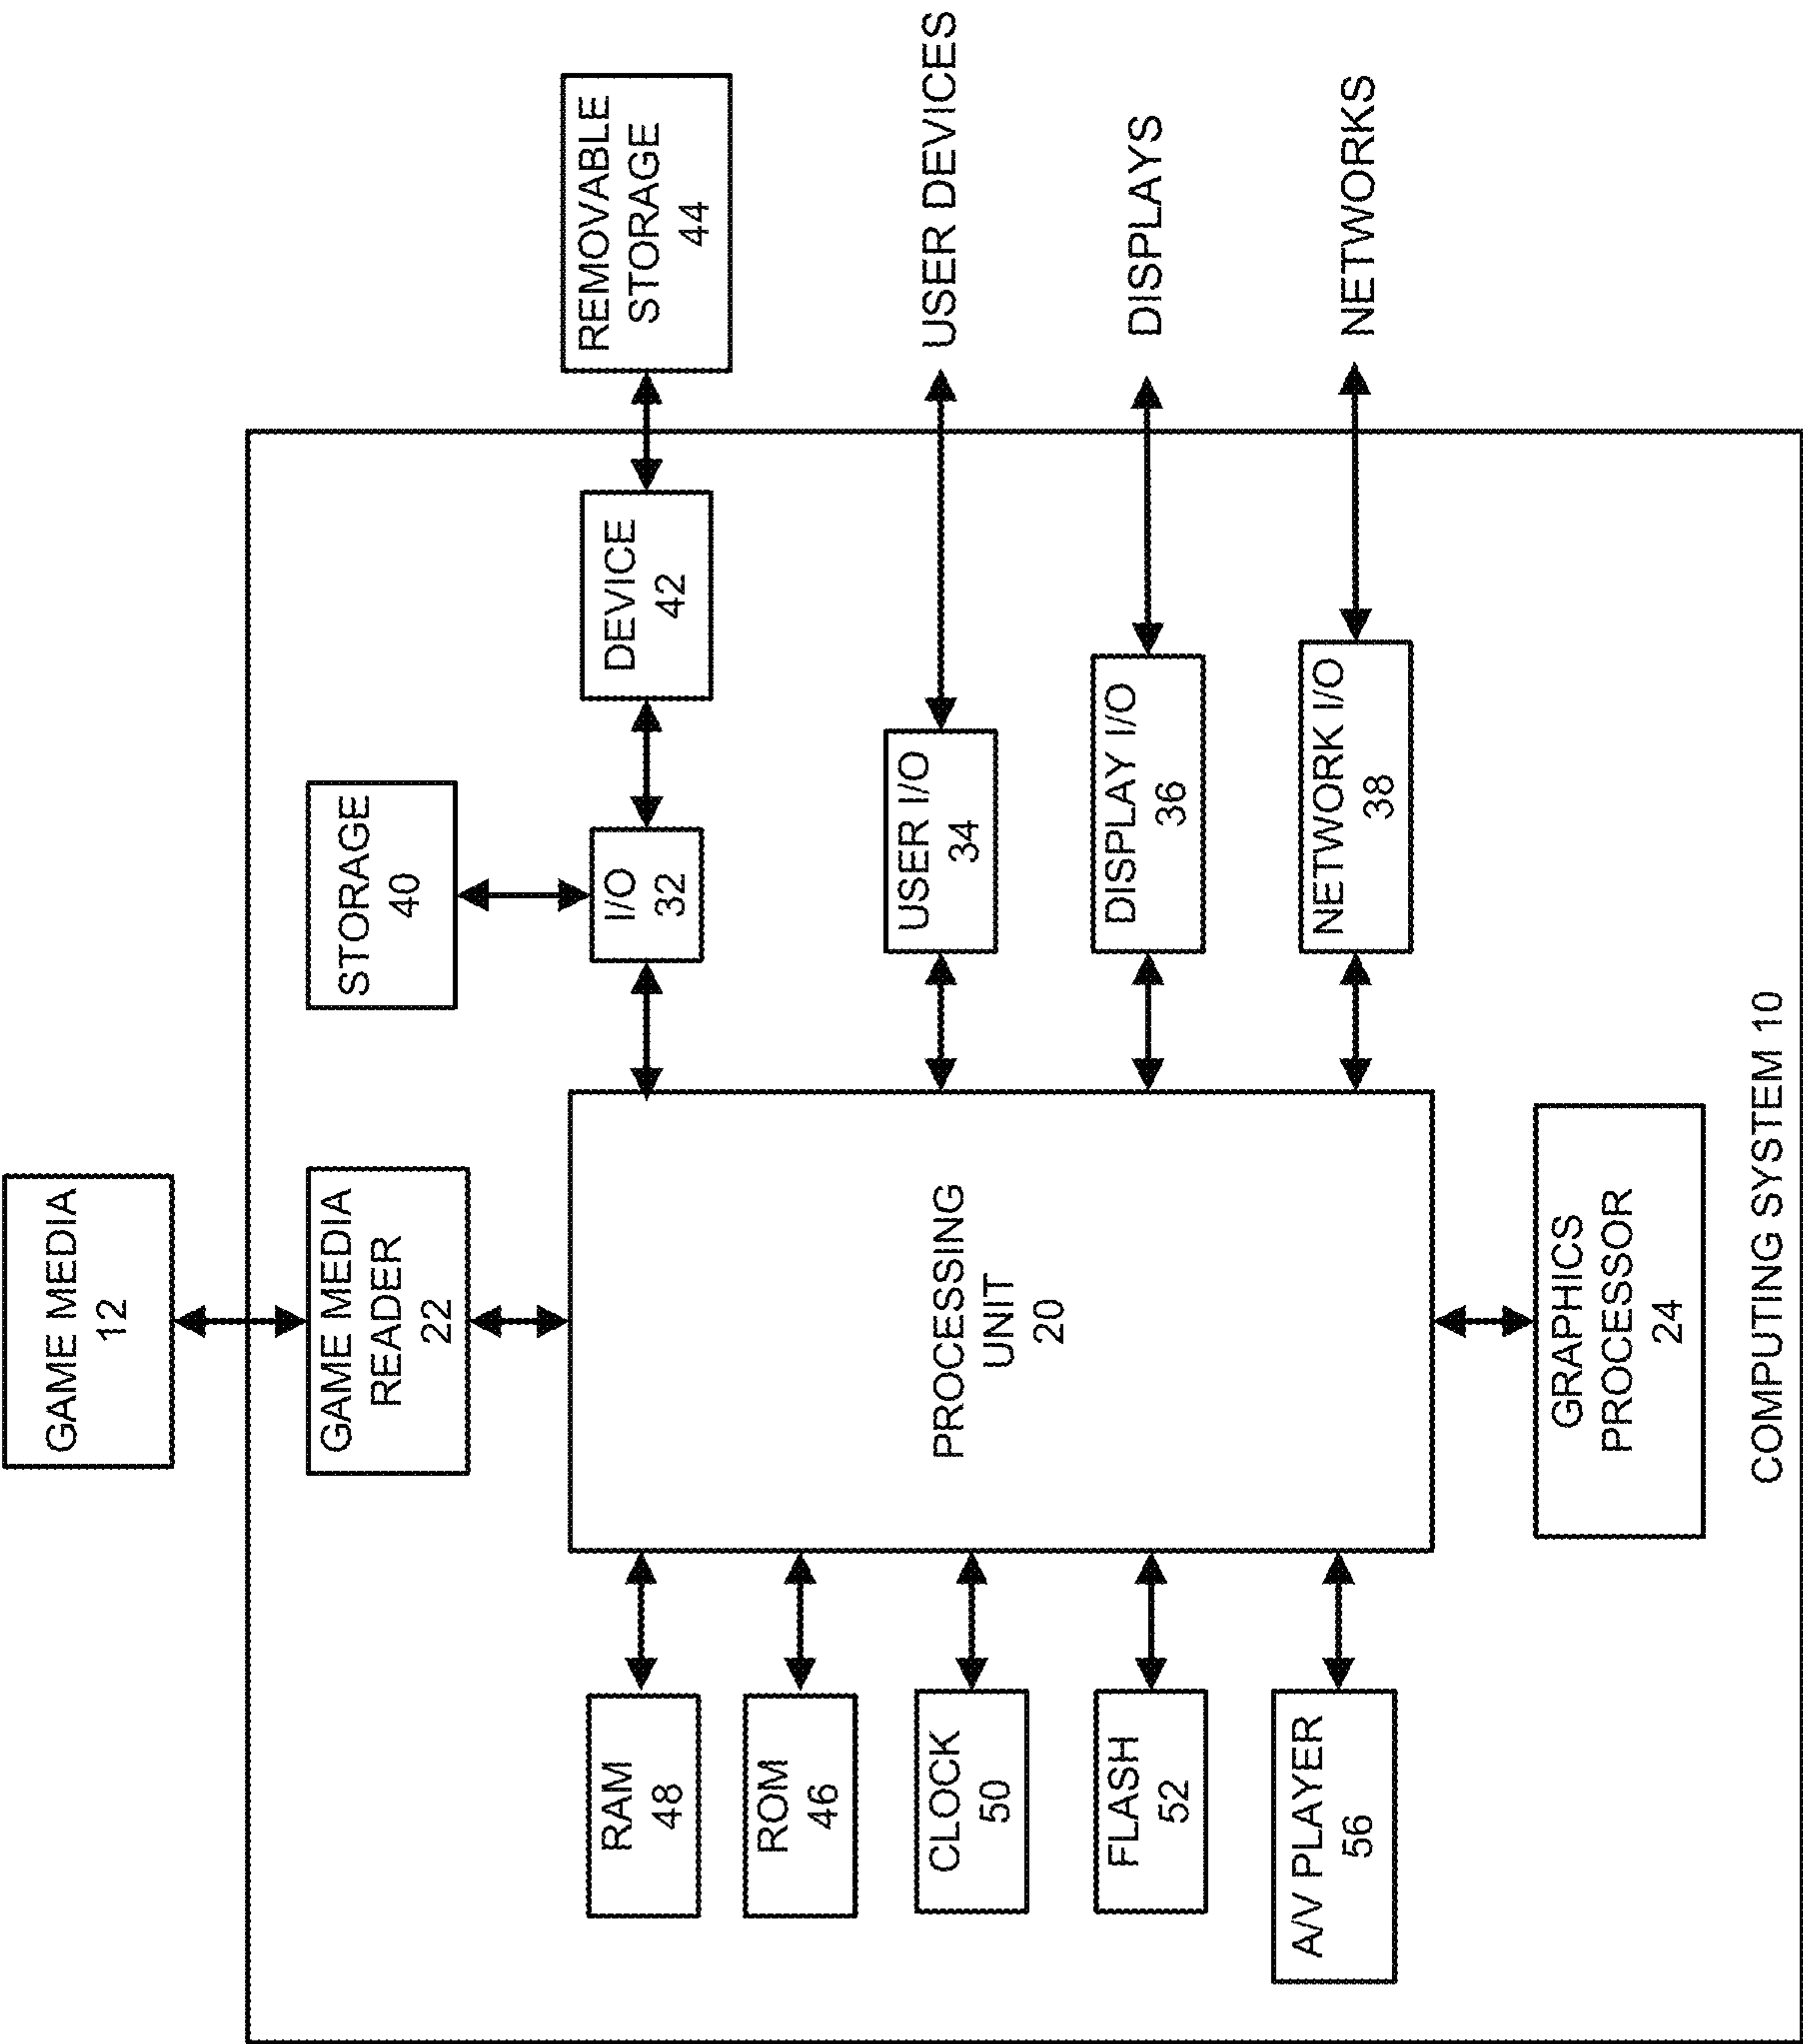 GAME MEDIA
12
GAME MEDIA
READER
22
STORAGE
40
I/O
32
DEVICE
42
REMOVABLE
STORAGE
44
RAM
48
ROM
46
CLOCK
50
FLASH
52
A/V PLAYER
56
PROCESSING
UNIT
20
USER I/O
34
USER DEVICES
DISPLAY I/O
36
DISPLAYS
NETWORK I/O
38
NETWORKS
GRAPHICS
PROCESSOR
24
COMPUTING SYSTEM 10